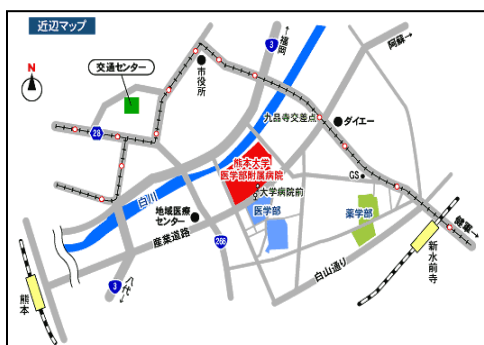 近辺マップ
N
交通センター
市役所
3
←福岡
阿蘇→
28
九品寺交差点
ダイエー
熊本大学
医学部附属病院
GS
大学病院前
白川
地域医療
センター
医学部
薬学部
産業道路
266
健軍→
白山通り
新水前寺
3
八代→
熊本